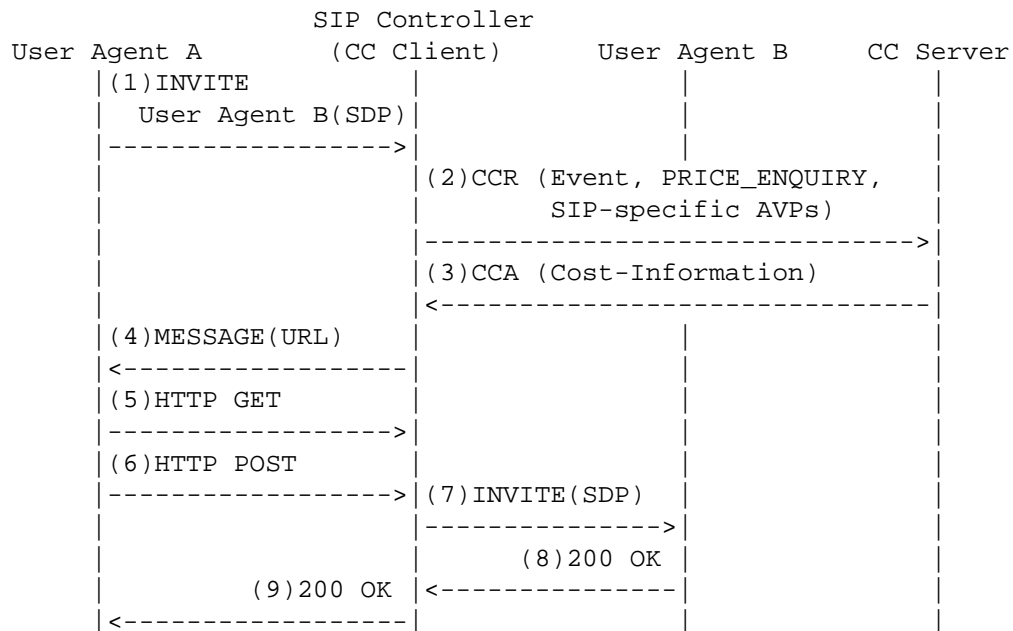 SIP Controller
User Agent A (CC Client) User Agent B CC Server
(1)INVITE
User Agent B(SDP)
(2)CCR (Event, PRICE_ENQUIRY,
SIP-specific AVPs)
(3)CCA (Cost-Information)
(4)MESSAGE(URL)
(5)HTTP GET
(6)HTTP POST
(7)INVITE(SDP)
(8)200 OK
(9)200 OK